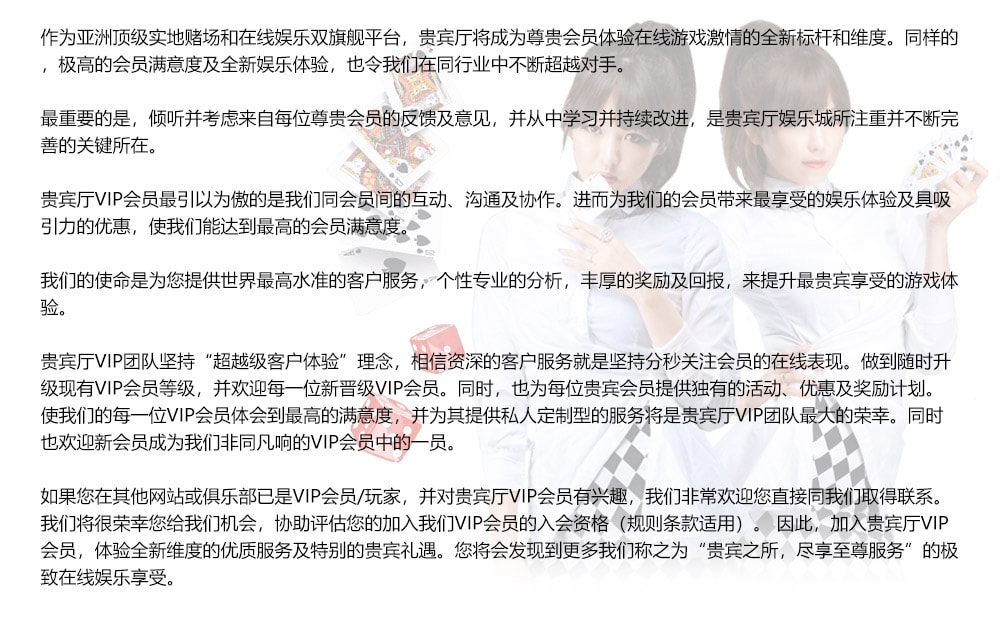 作为亚洲顶级实地赌场和在线娱乐双旗舰平台，贵宾厅将成为尊贵会员体验在线游戏激情的全新标杆和维度。同样的
，极高的会员满意度及全新娱乐体验，也令我们在同行业中不断超越对手。
最重要的是，倾听并考虑来自每位尊贵会员的反馈及意见，并从中学习并持续改进，是贵宾厅娱乐城所注重并不断完
善的关键所在。
贵宾厅VIP会员最引以为傲的是我们同会员间的互动、沟通及协作。进而为我们的会员带来最享受的娱乐体验及具吸
引力的优惠，使我们能达到最高的会员满意度。
我们的使命是为您提供世界最高水准的客户服务，个性专业的分析，丰厚的奖励及回报，来提升最贵宾享受的游戏体
验。
贵宾厅VIP团队坚持“超越级客户体验”理念，相信资深的客户服务就是坚持分秒关注会员的在线表现。做到随时升
级现有VIP会员等级，并欢迎每一位新晋级VIP会员。同时，也为每位贵宾会员提供独有的活动、优惠及奖励计划。
使我们的每一位VIP会员体会到最高的满意度，并为其提供私人定制型的服务将是贵宾厅VIP团队最大的荣幸。同时
也欢迎新会员成为我们非同凡响的VIP会员中的一员。
如果您在其他网站或俱乐部已是VIP会员/玩家，并对贵宾厅VIP会员有兴趣，我们非常欢迎您直接同我们取得联系。
我们将很荣幸您给我们机会，协助评估您的加入我们VIP会员的入会资格（规则条款适用）。 因此，加入贵宾厅VIP
会员，体验全新维度的优质服务及特别的贵宾礼遇。您将会发现到更多我们称之为“贵宾之所，尽享至尊服务”的极
致在线娱乐享受。